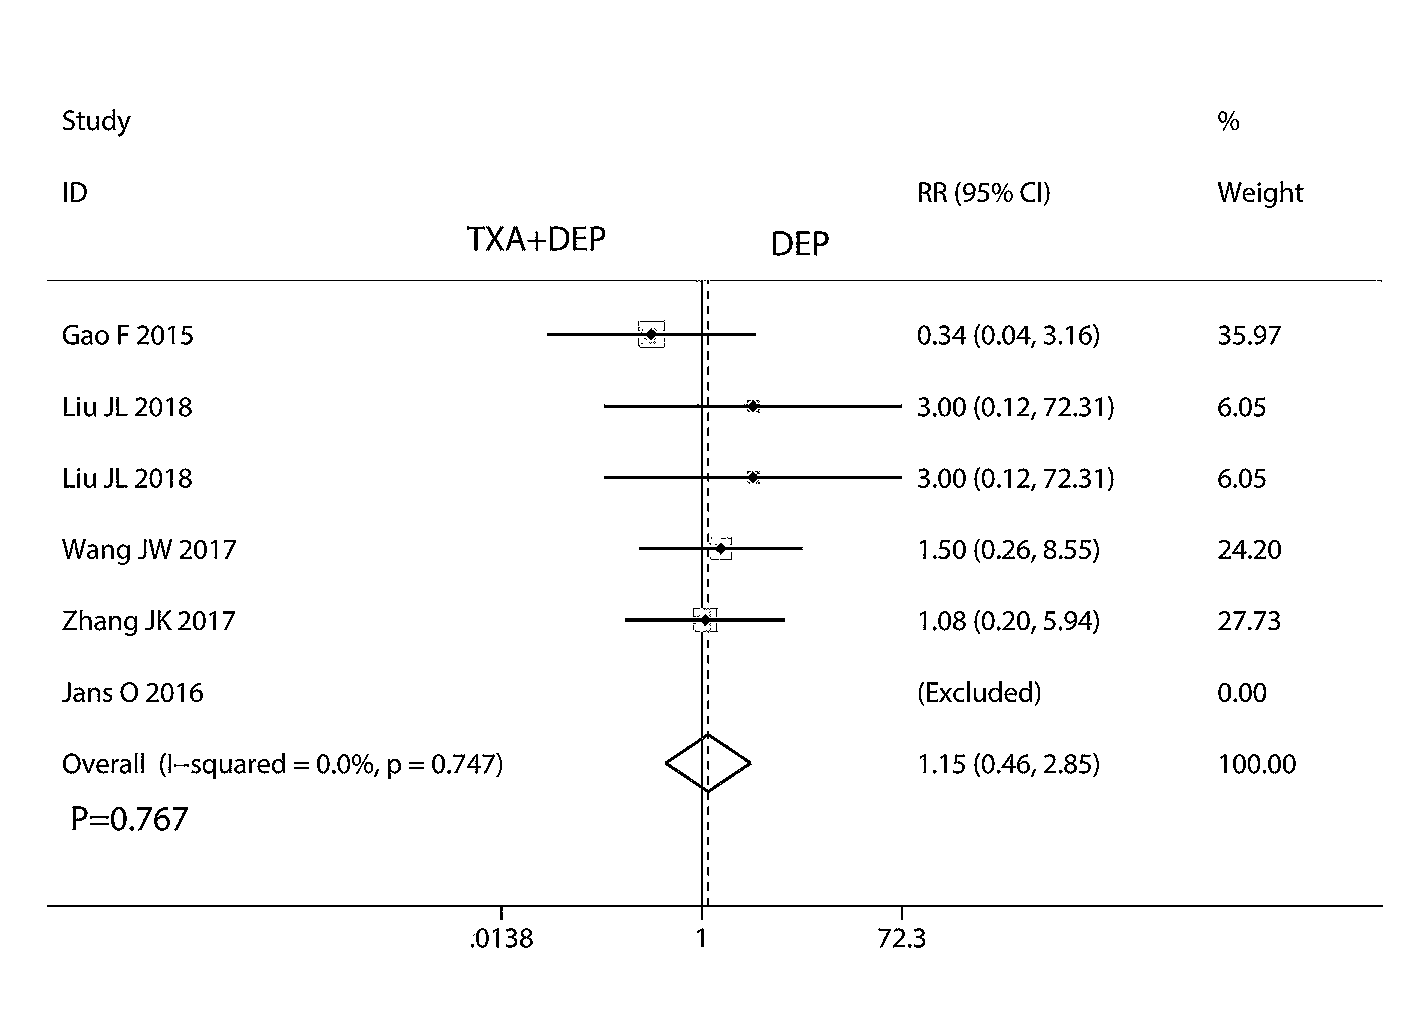 Study %
ID RR (95% CI) Weight
TXA+DEP DEP
Gao F 2015 0.34 (0.04, 3.16) 35.97
Liu JL 2018 3.00 (0.12, 72.31) 6.05
Liu JL 2018 3.00 (0.12, 72.31) 6.05
Wang JW 2017 1.50 (0.26, 8.55) 24.20
Zhang JK 2017 1.08 (0.20, 5.94) 27.73
Jans O 2016 (Excluded) 0.00
Overall (I-squared = 0.0%, p = 0.747) 1.15 (0.46, 2.85) 100.00
P=0.767
.0138 1 72.3